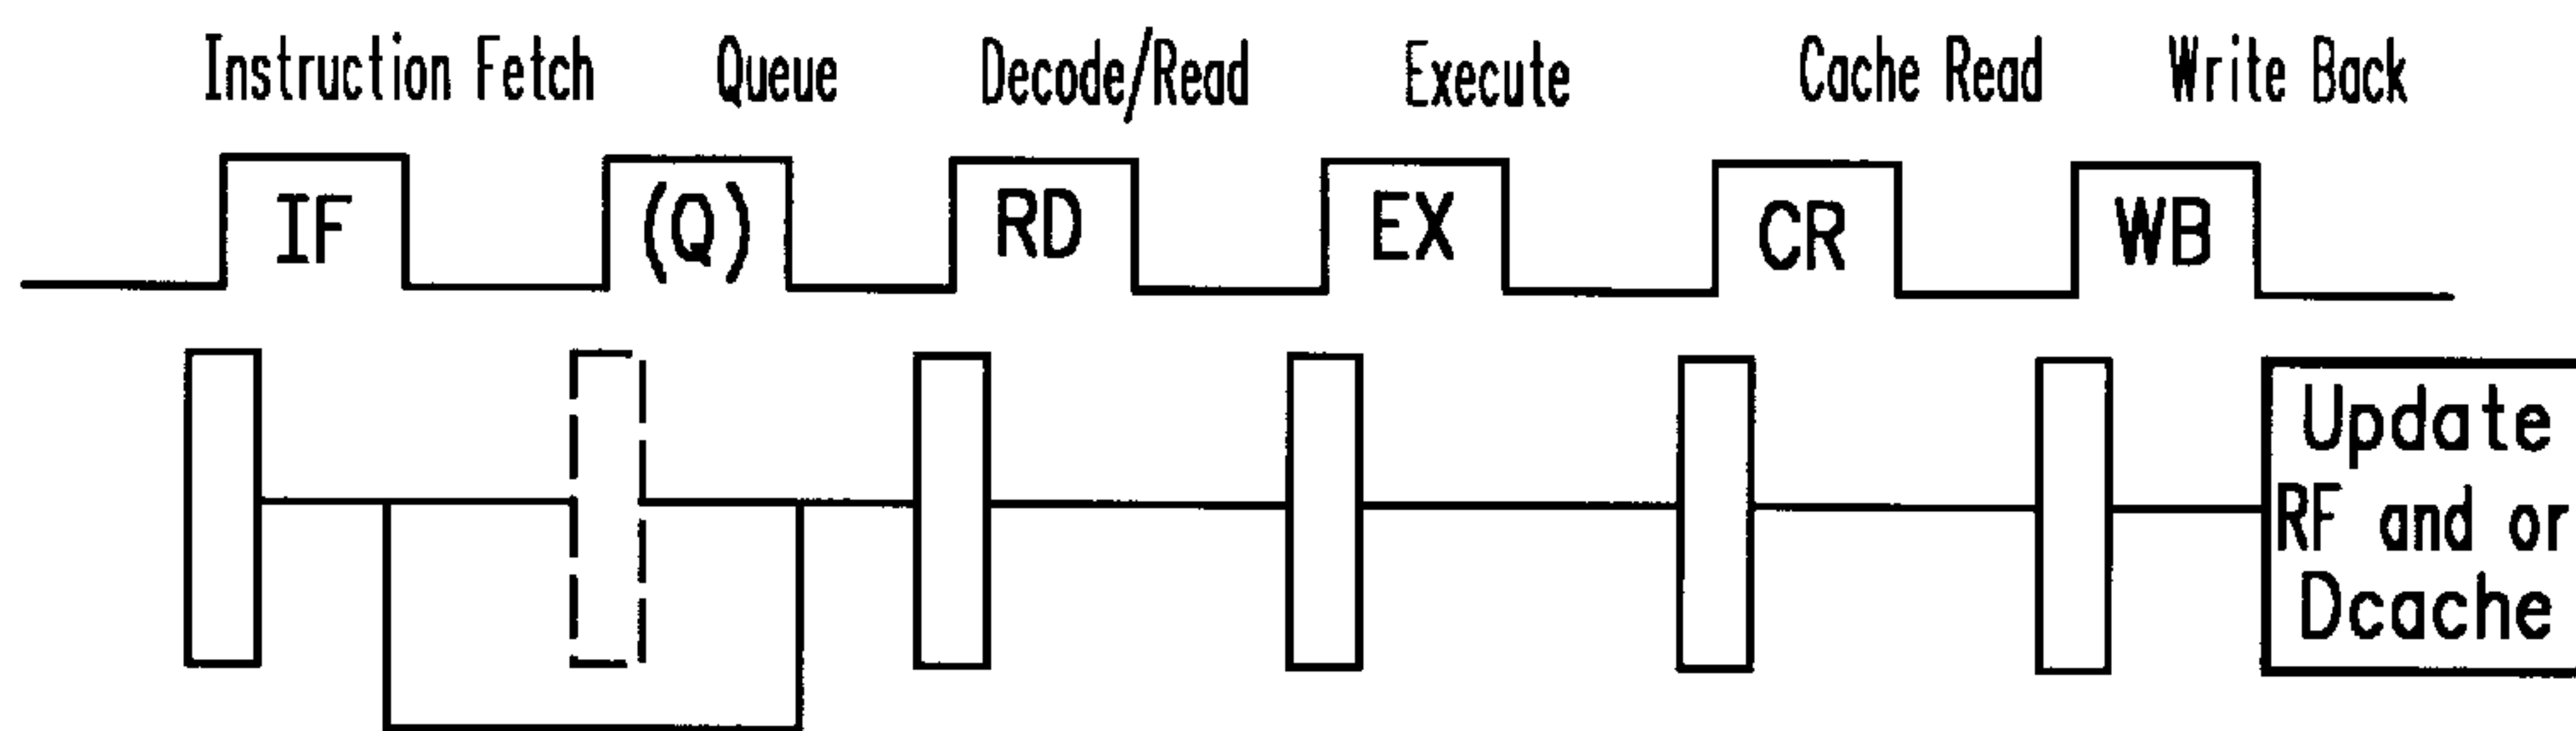 Instruction Fetch Queue Decode/Read Execute Cache Read Write Back
IF (Q) RD EX CR WB
Update
RF and or
Dcache